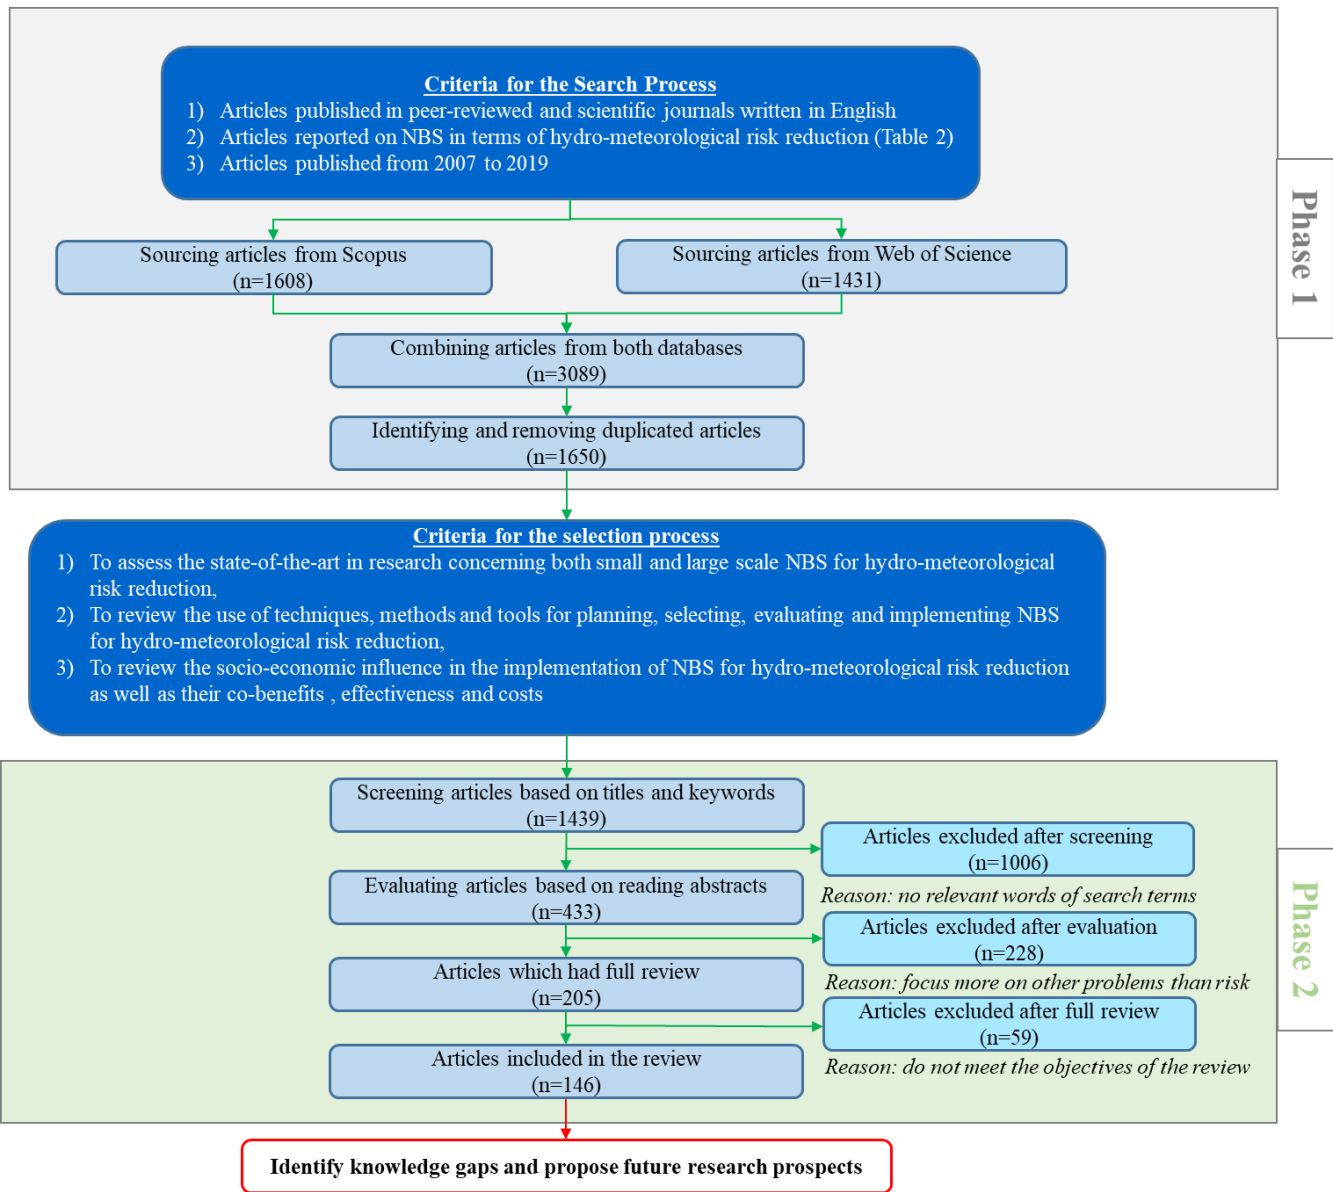 Criteria for the Search Process
1) Articles published in peer-reviewed and scientific journals written in English
2) Articles reported on NBS in terms of hydro-meteorological risk reduction (Table 2)
3) Articles published from 2007 to 2019
Phase 1
Sourcing articles from Scopus
(n=1608)
Sourcing articles from Web of Science
(n=1431)
Combining articles from both databases
(n=3089)
Identifying and removing duplicated articles
(n=1650)
Criteria for the selection process
1) To assess the state-of-the-art in research concerning both small and large scale NBS for hydro-meteorological
risk reduction,
2) To review the use of techniques, methods and tools for planning, selecting, evaluating and implementing NBS
for hydro-meteorological risk reduction,
3) To review the socio-economic influence in the implementation of NBS for hydro-meteorological risk reduction
as well as their co-benefits , effectiveness and costs
Phase 2
Screening articles based on titles and keywords
(n=1439)
Articles excluded after screening
(n=1006)
Reason: no relevant words of search terms
Evaluating articles based on reading abstracts
(n=433)
Articles excluded after evaluation
(n=228)
Reason: focus more on other problems than risk
Articles which had full review
(n=205)
Articles excluded after full review
(n=59)
Reason: do not meet the objectives of the review
Articles included in the review
(n=146)
Identify knowledge gaps and propose future research prospects